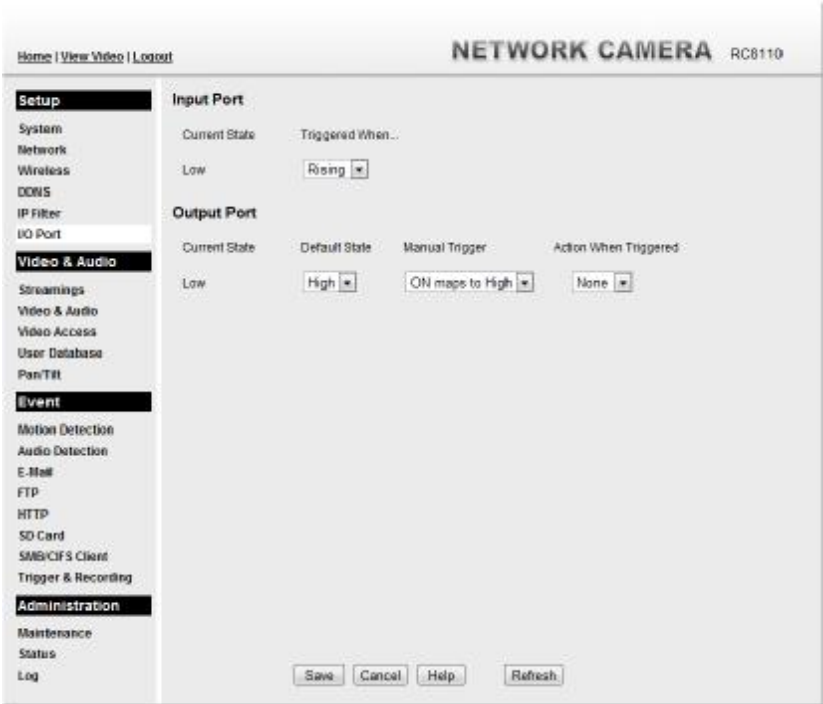 Home | View Video | Logout
NETWORK CAMERA RC8110
Setup
System
Network
Wireless
DDNS
IP Filter
I/O Port
Video & Audio
Streamings
Video & Audio
Video Access
User Database
Pan/Tilt
Event
Motion Detection
Audio Detection
E-Mail
FTP
HTTP
SD Card
SMB/CIFS Client
Trigger & Recording
Administration
Maintenance
Status
Log
Input Port
Current State Triggered When...
Low Rising
Output Port
Current State Default State Manual Trigger Action When Triggered
Low High ON maps to High None
Save Cancel Help Refresh